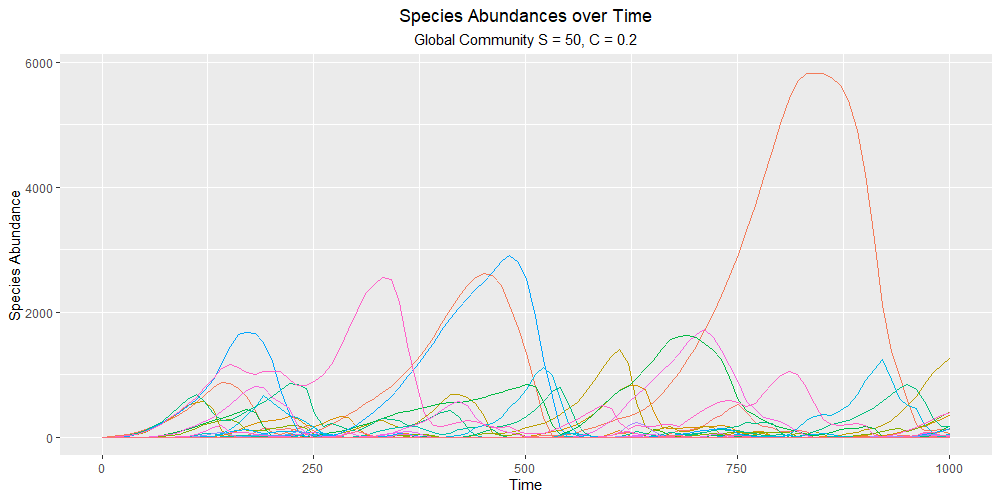 Species Abundances over Time
Global Community S = 50, C = 0.2
Species Abundance
6000
4000
2000
0
0 250 500 750 1000
Time